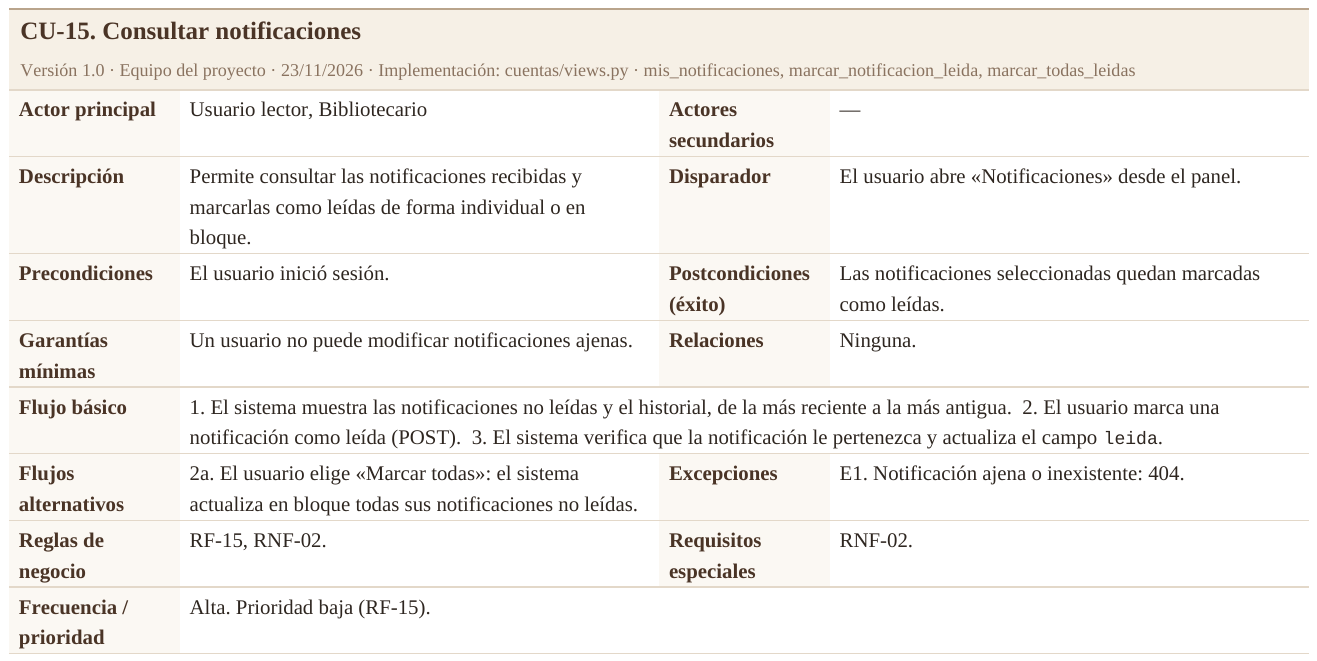 CU-15. Consultar notificaciones
Versión 1.0 · Equipo del proyecto · 23/11/2026 · Implementación: cuentas/views.py · mis_notificaciones, marcar_notificacion_leida, marcar_todas_leidas
Actor principal
Usuario lector, Bibliotecario
Actores
secundarios
—
Descripción
Permite consultar las notificaciones recibidas y
marcarlas como leídas de forma individual o en
bloque.
Disparador
El usuario abre «Notificaciones» desde el panel.
Precondiciones
El usuario inició sesión.
Postcondiciones
(éxito)
Las notificaciones seleccionadas quedan marcadas
como leídas.
Garantías
mínimas
Un usuario no puede modificar notificaciones ajenas.
Relaciones
Ninguna.
Flujo básico
1. El sistema muestra las notificaciones no leídas y el historial, de la más reciente a la más antigua. 2. El usuario marca una
notificación como leída (POST). 3. El sistema verifica que la notificación le pertenezca y actualiza el campo leida.
Flujos
alternativos
2a. El usuario elige «Marcar todas»: el sistema
actualiza en bloque todas sus notificaciones no leídas.
Excepciones
E1. Notificación ajena o inexistente: 404.
Reglas de
negocio
RF-15, RNF-02.
Requisitos
especiales
RNF-02.
Frecuencia /
prioridad
Alta. Prioridad baja (RF-15).